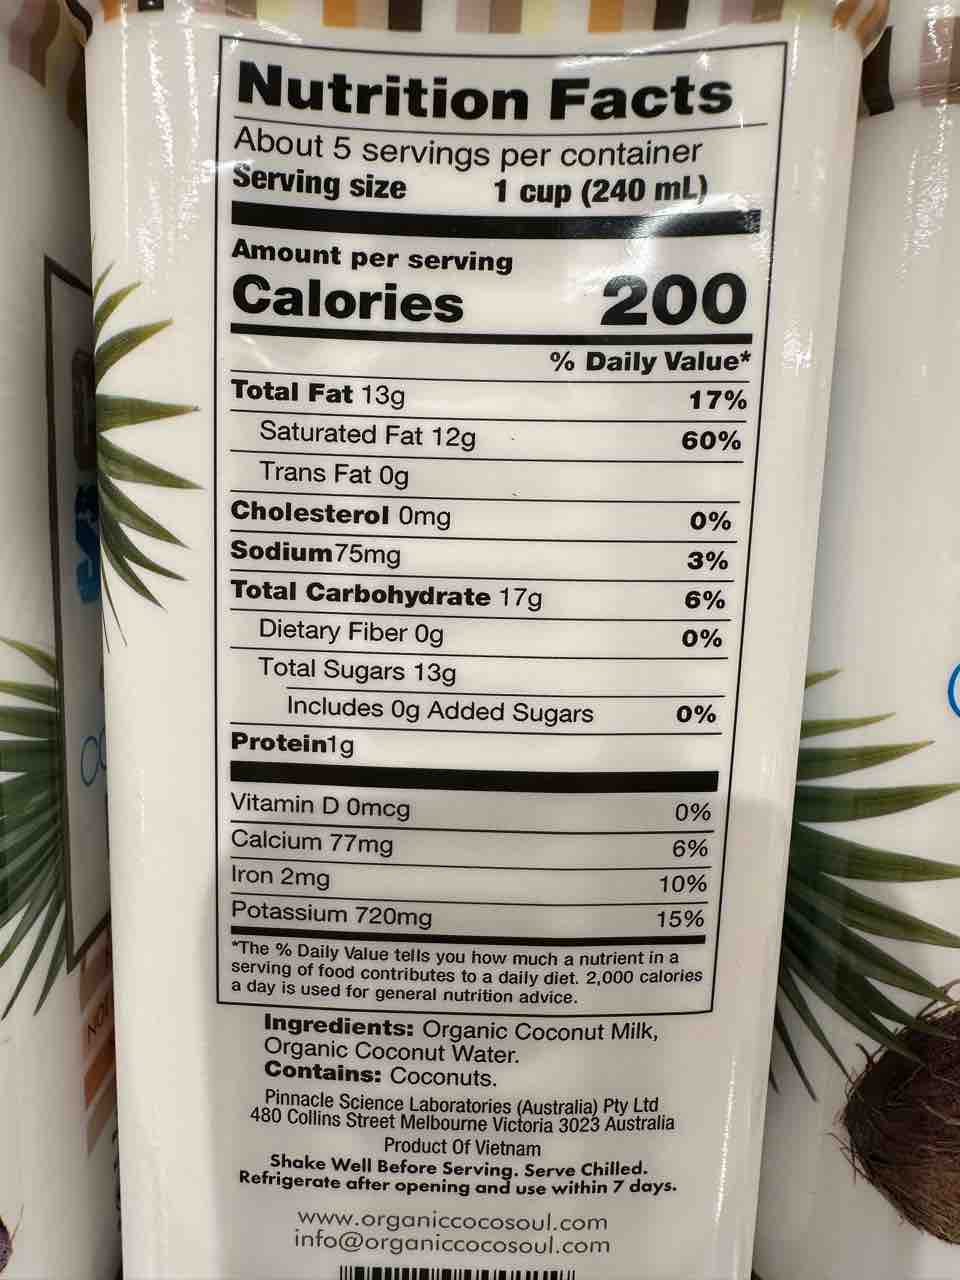 Nutrition Facts
About 5 servings per container
Serving size 1 cup (240 mL)
Amount per serving
Calories 200
% Daily Value*
Total Fat 13g 17%
Saturated Fat 12g 60%
Trans Fat 0g
Cholesterol 0mg 0%
Sodium75mg 3%
Total Carbohydrate 17g 6%
Dietary Fiber 0g 0%
Total Sugars 13g
Includes 0g Added Sugars 0%
Protein1g
Vitamin D 0mcg 0%
Calcium 77mg 6%
Iron 2mg 10%
Potassium 720mg 15%
*The % Daily Value tells you how much a nutrient in a
serving of food contributes to a daily diet. 2,000 calories
a day is used for general nutrition advice.
Ingredients: Organic Coconut Milk,
Organic Coconut Water.
Contains: Coconuts.
Pinnacle Science Laboratories (Australia) Pty Ltd
480 Collins Street Melbourne Victoria 3023 Australia
Product Of Vietnam
Shake Well Before Serving. Serve Chilled.
Refrigerate after opening and use within 7 days.
www.organiccocosoul.com
info@organiccocosoul.com